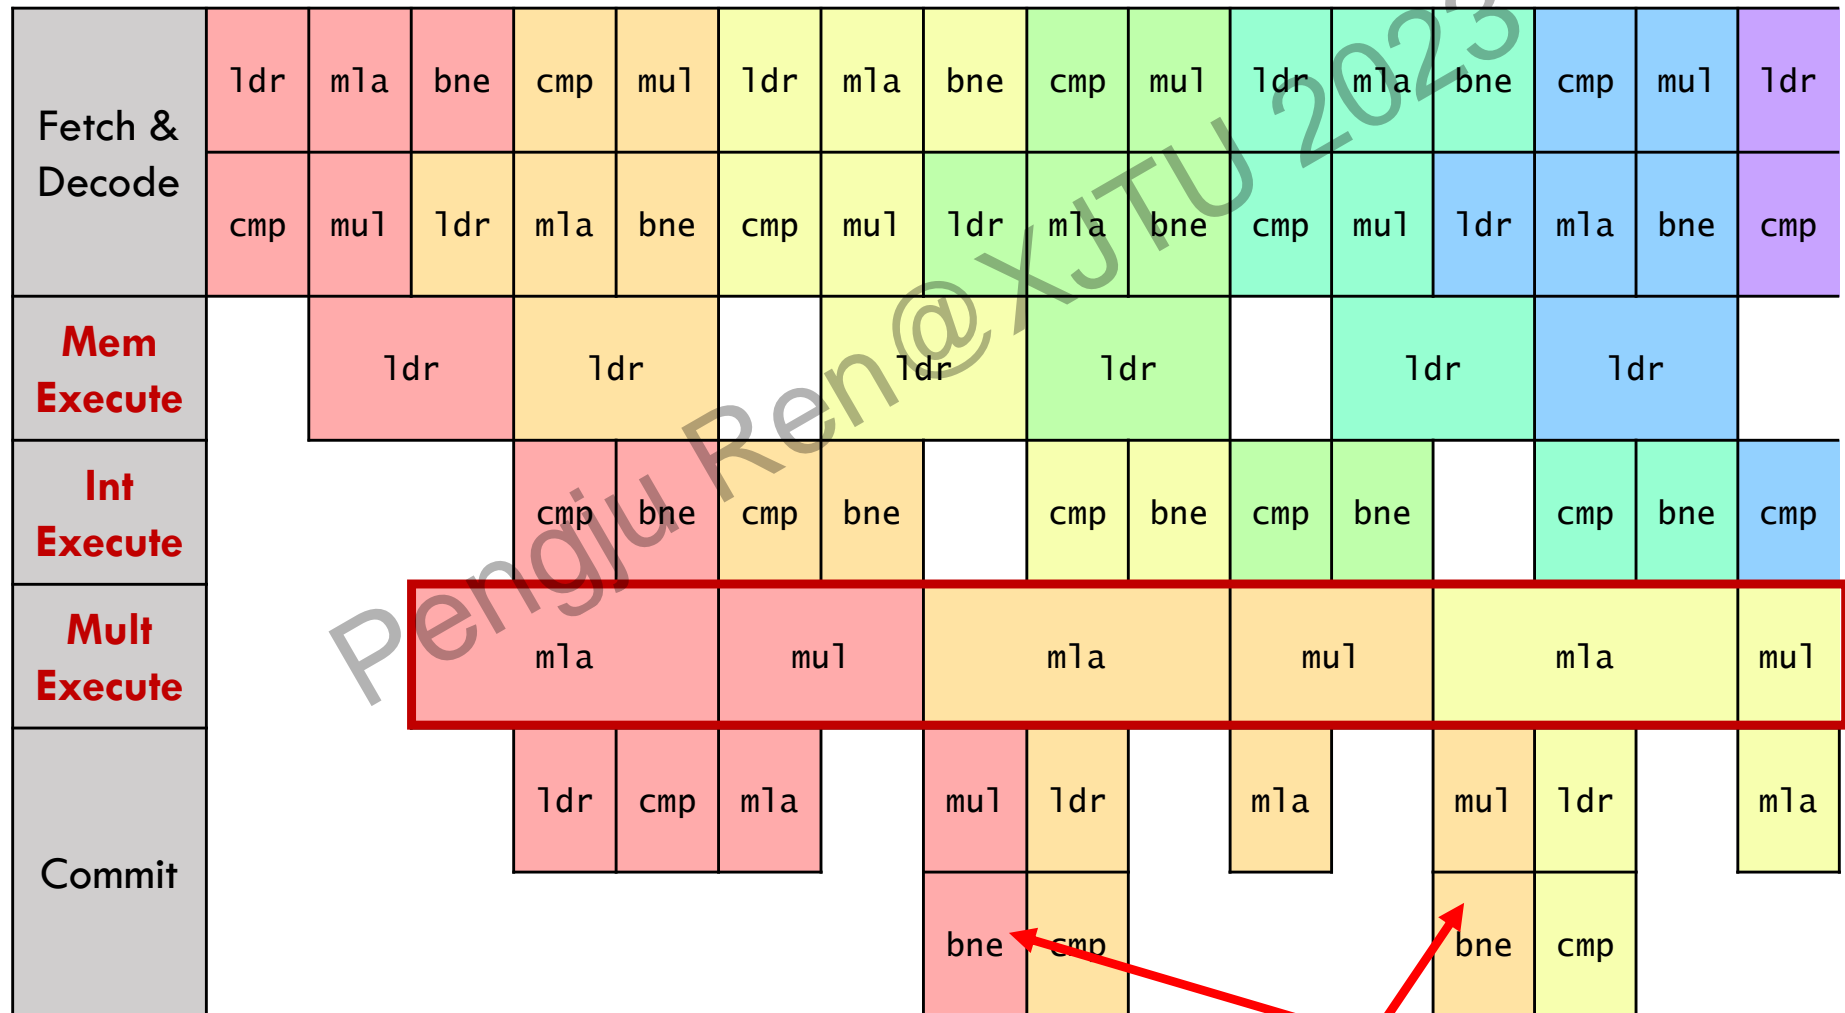 Fetch & Decode
ldr mla bne cmp mul ldr mla bne cmp mul ldr mla bne cmp mul ldr
cmp mul ldr mla bne cmp mul ldr mla bne cmp mul ldr mla bne cmp
Mem Execute
ldr ldr ldr ldr ldr ldr
Int Execute
cmp bne cmp bne cmp bne cmp bne cmp bne cmp
Mult Execute
mla mul mla mul mla mul
Commit
ldr cmp mla mul ldr mla mul ldr mla
bne cmp bne cmp
Pengju Ren@XJTU 2023